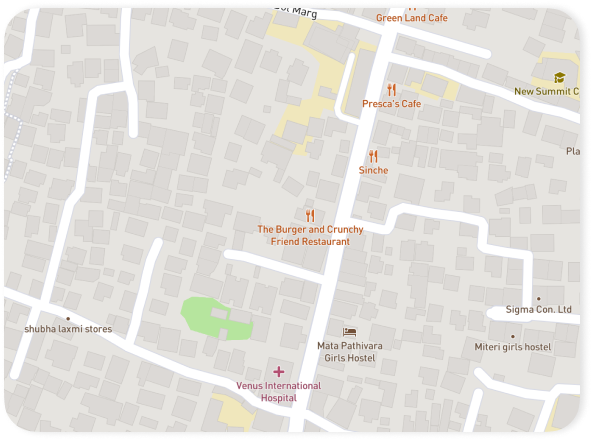 Marg
Green Land Cafe
New Summit C
Presca's Cafe
Pla
Sinche
The Burger and Crunchy
Friend Restaurant
Sigma Con. Ltd
shubha laxmi stores
Mata Pathivara
Girls Hostel
Miteri girls hostel
Venus International
Hospital